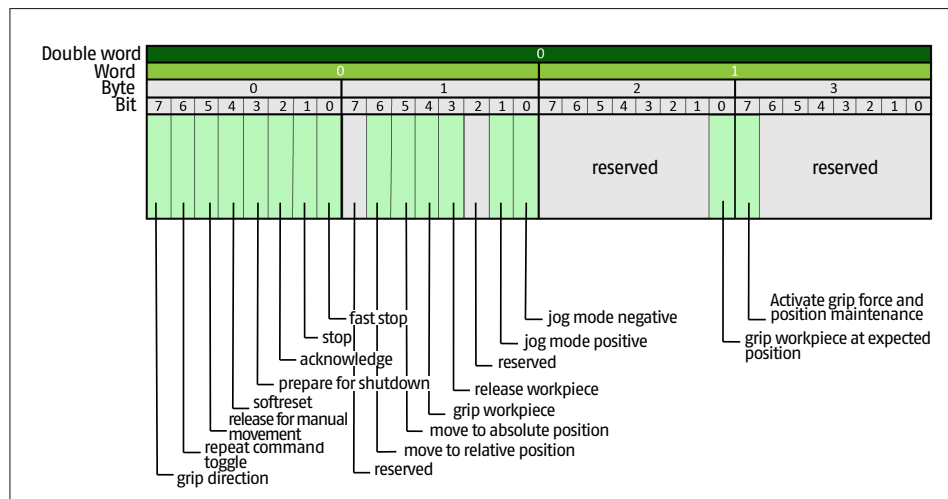 Double word 0
Word 0 1
Byte 0 1 2 3
Bit 7 6 5 4 3 2 1 0 7 6 5 4 3 2 1 0 7 6 5 4 3 2 1 0 7 6 5 4 3 2 1 0
reserved reserved
Activate grip force and
position maintenance
fast stop
jog mode negative
stop
jog mode positive
grip workpiece at expected
position
acknowledge
reserved
prepare for shutdown
release workpiece
softreset
grip workpiece
release for manual
movement
move to absolute position
repeat command
toggle
move to relative position
grip direction
reserved